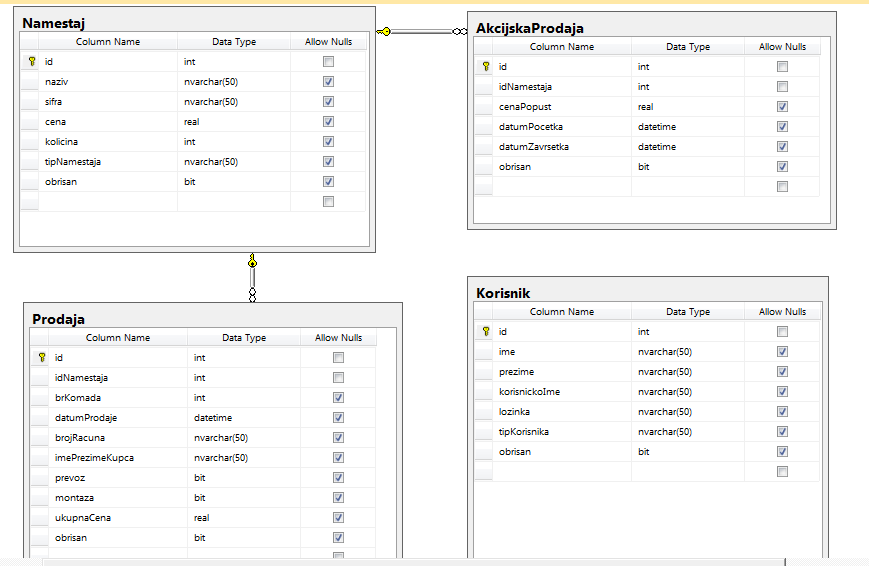 Namestaj
Column Name Data Type Allow Nulls
id int
naziv nvarchar(50)
sifra nvarchar(50)
cena real
kolicina int
tipNamestaja nvarchar(50)
obrisan bit
AkcijskaProdaja
Column Name Data Type Allow Nulls
id int
idNamestaja int
cenaPopust real
datumPocetka datetime
datumZavrsetka datetime
obrisan bit
Prodaja
Column Name Data Type Allow Nulls
id int
idNamestaja int
brKomada int
datumProdaje datetime
brojRacuna nvarchar(50)
imePrezimeKupca nvarchar(50)
prevoz bit
montaza bit
ukupnaCena real
obrisan bit
Korisnik
Column Name Data Type Allow Nulls
id int
ime nvarchar(50)
prezime nvarchar(50)
korisnickoIme nvarchar(50)
lozinka nvarchar(50)
tipKorisnika nvarchar(50)
obrisan bit